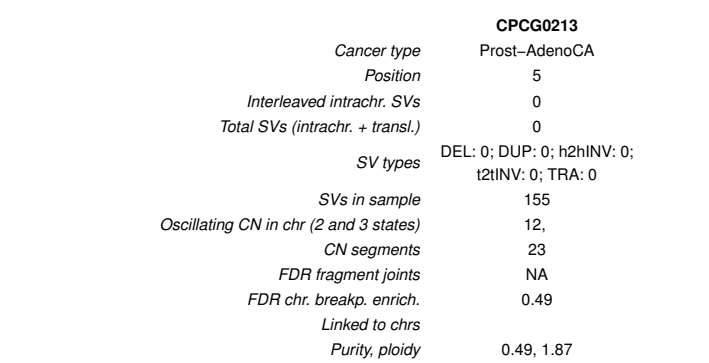 CPCG0213
Cancer type Prost−AdenoCA
Position 5
Interleaved intrachr. SVs 0
Total SVs (intrachr. + transl.) 0
SV types DEL: 0; DUP: 0; h2hINV: 0;
t2tINV: 0; TRA: 0
SVs in sample 155
Oscillating CN in chr (2 and 3 states) 12,
CN segments 23
FDR fragment joints NA
FDR chr. breakp. enrich. 0.49
Linked to chrs
Purity, ploidy 0.49, 1.87